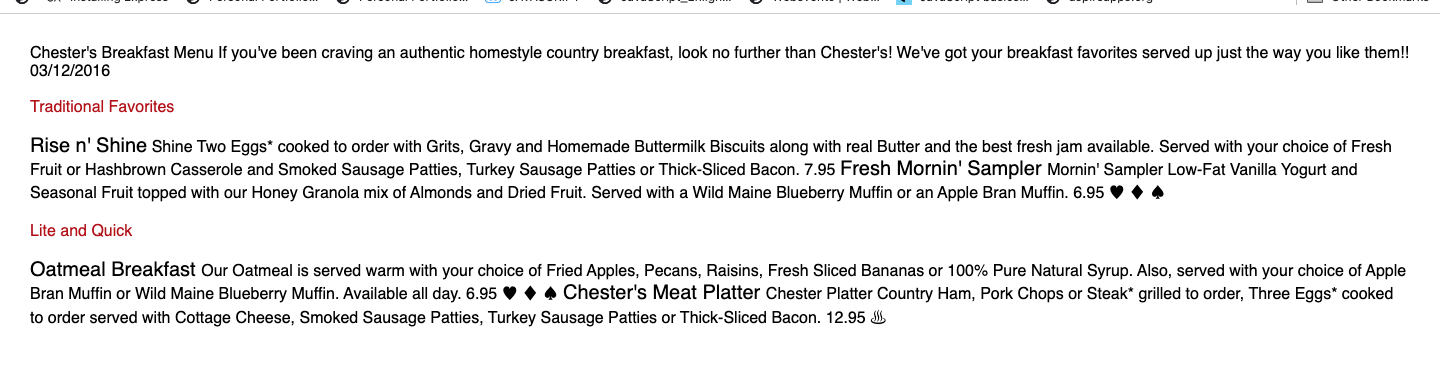 Chester's Breakfast Menu If you've been craving an authentic homestyle country breakfast, look no further than Chester's! We've got your breakfast favorites served up just the way you like them!!
03/12/2016
Traditional Favorites
Rise n' Shine Shine Two Eggs* cooked to order with Grits, Gravy and Homemade Buttermilk Biscuits along with real Butter and the best fresh jam available. Served with your choice of Fresh
Fruit or Hashbrown Casserole and Smoked Sausage Patties, Turkey Sausage Patties or Thick-Sliced Bacon. 7.95 Fresh Mornin' Sampler Mornin' Sampler Low-Fat Vanilla Yogurt and
Seasonal Fruit topped with our Honey Granola mix of Almonds and Dried Fruit. Served with a Wild Maine Blueberry Muffin or an Apple Bran Muffin. 6.95 ♥ ♦ ♠
Lite and Quick
Oatmeal Breakfast Our Oatmeal is served warm with your choice of Fried Apples, Pecans, Raisins, Fresh Sliced Bananas or 100% Pure Natural Syrup. Also, served with your choice of Apple
Bran Muffin or Wild Maine Blueberry Muffin. Available all day. 6.95 ♥ ♦ ♠ Chester's Meat Platter Chester Platter Country Ham, Pork Chops or Steak* grilled to order, Three Eggs* cooked
to order served with Cottage Cheese, Smoked Sausage Patties, Turkey Sausage Patties or Thick-Sliced Bacon. 12.95 ♨